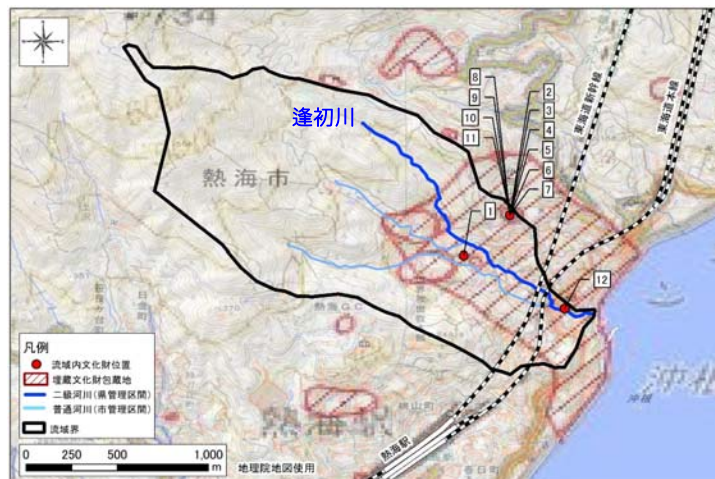 逢初川
熱海市
8
9
10
11
2
3
4
5
6
7
1
12
東海道新幹線
東海道本線
熱海G.C.
熱海駅
凡例
流域内文化財位置
埋蔵文化財包蔵地
二級河川(県管理区間)
普通河川(市管理区間)
流域界
0 250 500 1,000
m
地理院地図使用